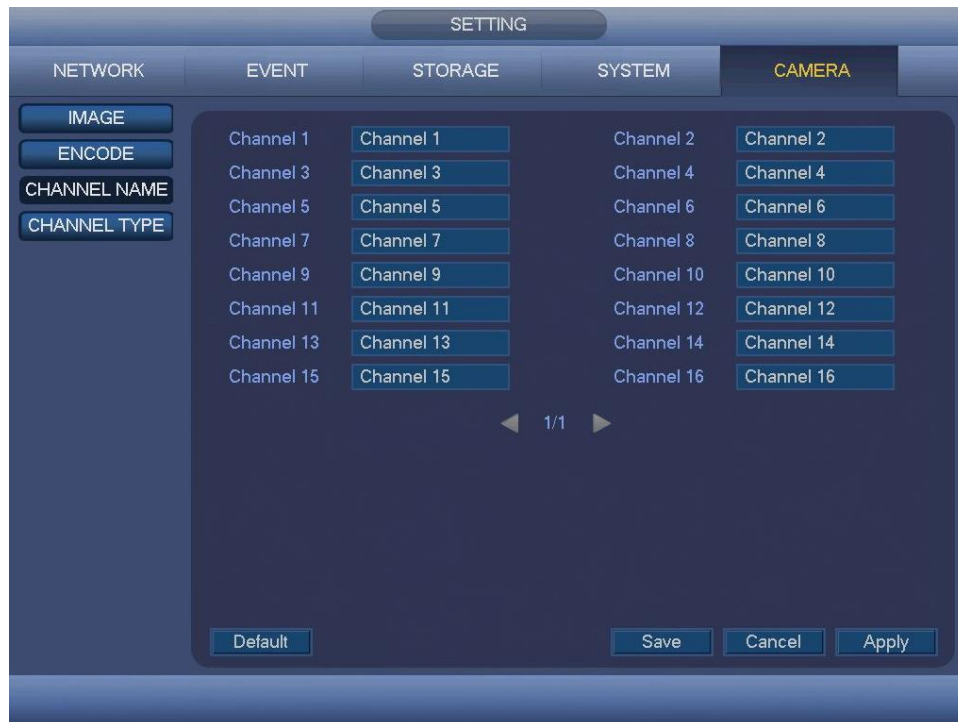 SETTING
NETWORK EVENT STORAGE SYSTEM CAMERA
IMAGE
ENCODE
CHANNEL NAME
CHANNEL TYPE
Channel 1 Channel 1 Channel 2 Channel 2
Channel 3 Channel 3 Channel 4 Channel 4
Channel 5 Channel 5 Channel 6 Channel 6
Channel 7 Channel 7 Channel 8 Channel 8
Channel 9 Channel 9 Channel 10 Channel 10
Channel 11 Channel 11 Channel 12 Channel 12
Channel 13 Channel 13 Channel 14 Channel 14
Channel 15 Channel 15 Channel 16 Channel 16
1/1
Default Save Cancel Apply